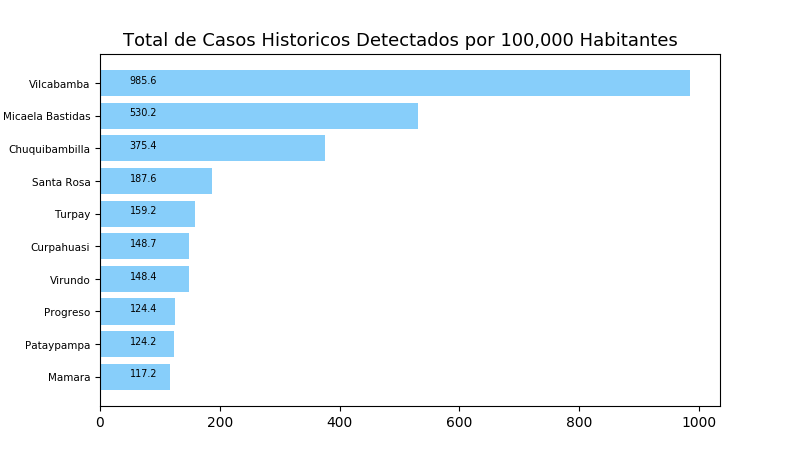 Total de Casos Historicos Detectados por 100,000 Habitantes
Vilcabamba 985.6
Micaela Bastidas 530.2
Chuquibambilla 375.4
Santa Rosa 187.6
Turpay 159.2
Curpahuasi 148.7
Virundo 148.4
Progreso 124.4
Pataypampa 124.2
Mamara 117.2
0 200 400 600 800 1000